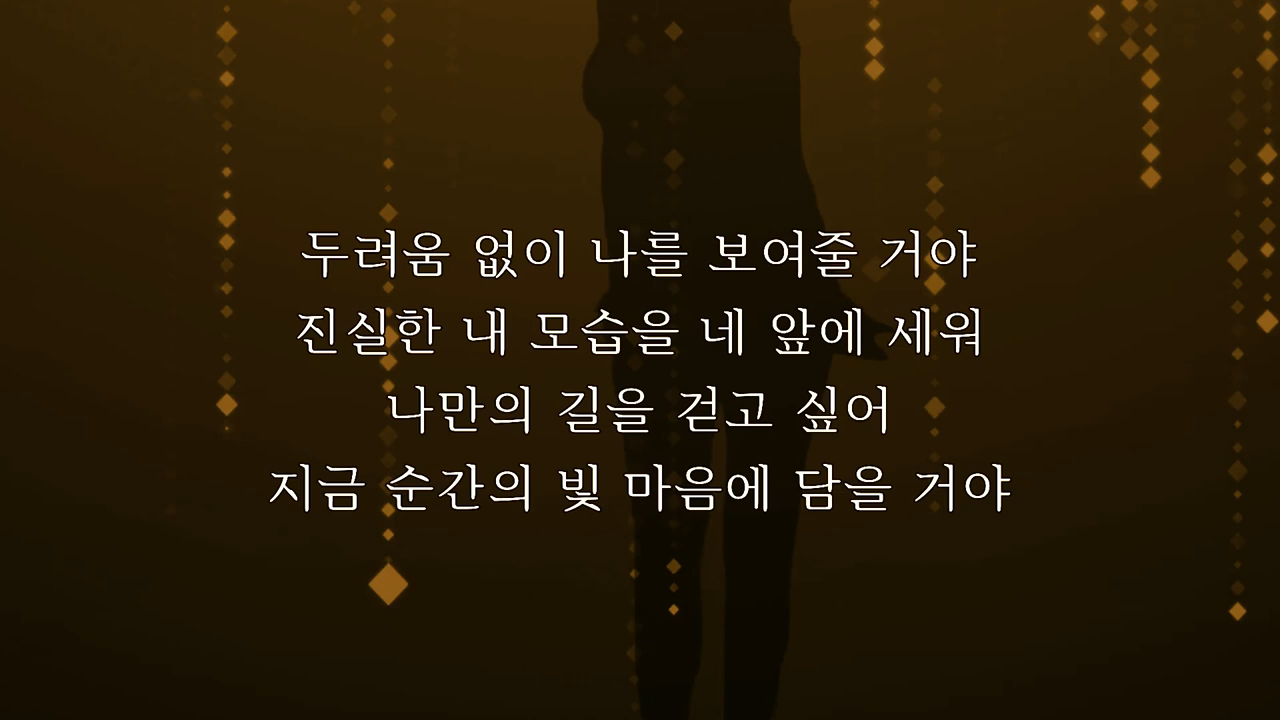 두려움 없이 나를 보여줄 거야
진실한 내 모습을 네 앞에 세워
나만의 길을 걷고 싶어
지금 순간의 빛 마음에 담을 거야